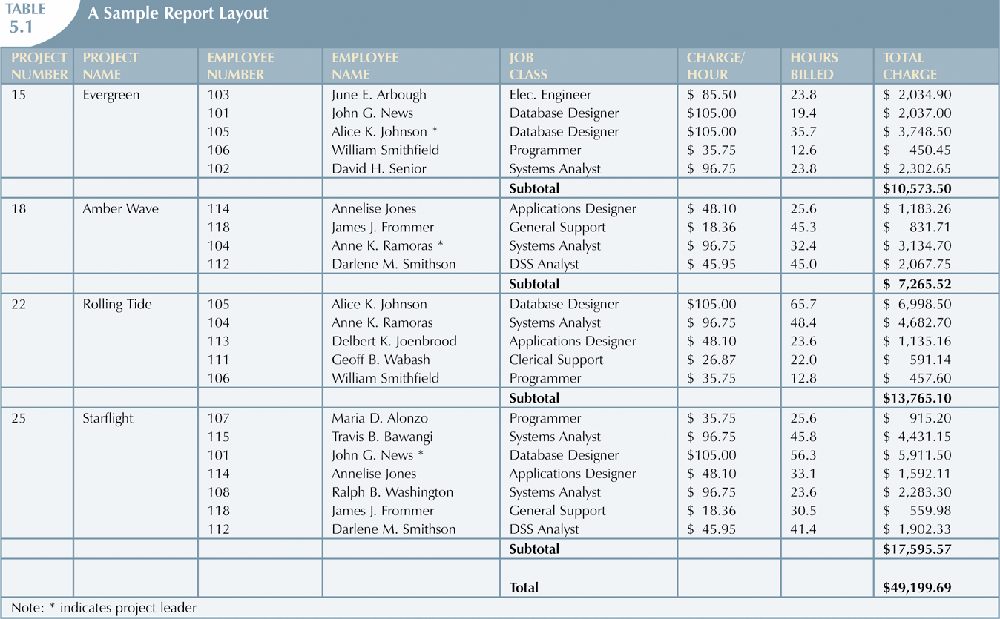 TABLE 5.1 A Sample Report Layout
PROJECT NUMBER PROJECT NAME EMPLOYEE NUMBER EMPLOYEE NAME JOB CLASS CHARGE/ HOUR HOURS BILLED TOTAL CHARGE
15 Evergreen 103 June E. Arbough Elec. Engineer $ 85.50 23.8 $ 2,034.90
101 John G. News Database Designer $105.00 19.4 $ 2,037.00
105 Alice K. Johnson * Database Designer $105.00 35.7 $ 3,748.50
106 William Smithfield Programmer $ 35.75 12.6 $ 450.45
102 David H. Senior Systems Analyst $ 96.75 23.8 $ 2,302.65
Subtotal $10,573.50
18 Amber Wave 114 Annelise Jones Applications Designer $ 48.10 25.6 $ 1,183.26
118 James J. Frommer General Support $ 18.36 45.3 $ 831.71
104 Anne K. Ramoras * Systems Analyst $ 96.75 32.4 $ 3,134.70
112 Darlene M. Smithson DSS Analyst $ 45.95 45.0 $ 2,067.75
Subtotal $ 7,265.52
22 Rolling Tide 105 Alice K. Johnson Database Designer $105.00 65.7 $ 6,998.50
104 Anne K. Ramoras Systems Analyst $ 96.75 48.4 $ 4,682.70
113 Delbert K. Joenbrood Applications Designer $ 48.10 23.6 $ 1,135.16
111 Geoff B. Wabash Clerical Support $ 26.87 22.0 $ 591.14
106 William Smithfield Programmer $ 35.75 12.8 $ 457.60
Subtotal $13,765.10
25 Starflight 107 Maria D. Alonzo Programmer $ 35.75 25.6 $ 915.20
115 Travis B. Bawangi Systems Analyst $ 96.75 45.8 $ 4,431.15
101 John G. News * Database Designer $105.00 56.3 $ 5,911.50
114 Annelise Jones Applications Designer $ 48.10 33.1 $ 1,592.11
108 Ralph B. Washington Systems Analyst $ 96.75 23.6 $ 2,283.30
118 James J. Frommer General Support $ 18.36 30.5 $ 559.98
112 Darlene M. Smithson DSS Analyst $ 45.95 41.4 $ 1,902.33
Subtotal $17,595.57
Total $49,199.69
Note: * indicates project leader